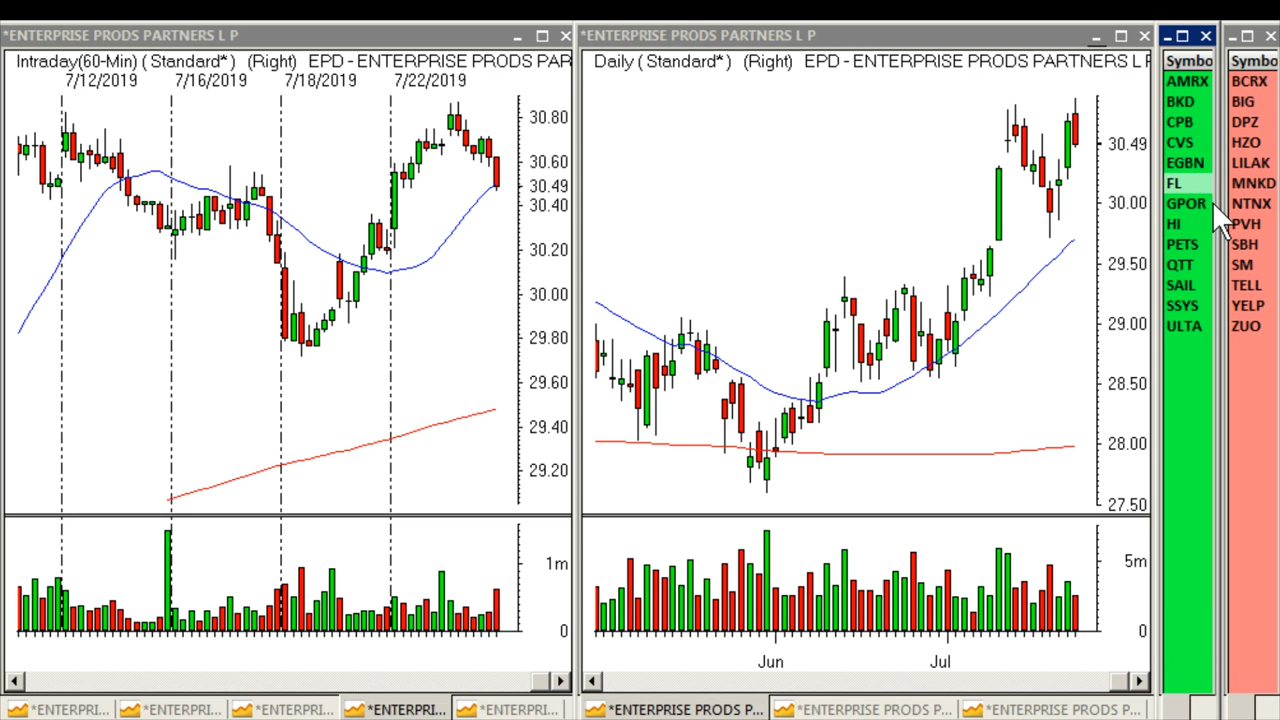 *ENTERPRISE PRODS PARTNERS L P
Intraday(60-Min) ( Standard* ) (Right) EPD - ENTERPRISE PRODS PAR
7/12/2019 7/16/2019 7/18/2019 7/22/2019
30.80
30.60
30.49
30.40
30.20
30.00
29.80
29.60
29.40
29.20
1m
0
*ENTERPRI... *ENTERPRI... *ENTERPRI... *ENTERPRI... *ENTERPRI...
*ENTERPRISE PRODS PARTNERS L P
Daily ( Standard* ) (Right) EPD - ENTERPRISE PRODS PARTNERS L P
30.49
30.00
29.50
29.00
28.50
28.00
27.50
5m
0
Jun Jul
*ENTERPRISE PRODS P... *ENTERPRISE PRODS P... *ENTERPRISE PRODS P...
Symbo
AMRX
BKD
CPB
CVS
EGBN
FL
GPOR
HI
PETS
QTT
SAIL
SSYS
ULTA
Symbo
BCRX
BIG
DPZ
HZO
LILAK
MNKD
NTNX
PVH
SBH
SM
TELL
YELP
ZUO